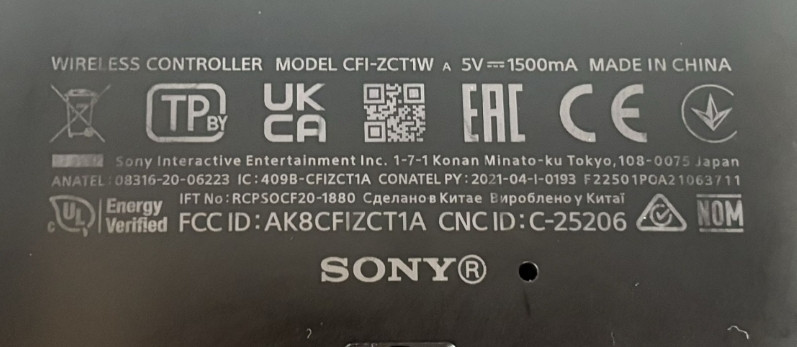 WIRELESS CONTROLLER MODEL CFI-ZCT1W A 5V⎓1500mA MADE IN CHINA
TP BY UK CA EAC CE
Sony Interactive Entertainment Inc. 1-7-1 Konan Minato-ku Tokyo,108-0075 Japan
ANATEL:08316-20-06223 IC:409B-CFIZCT1A CONATEL PY:2021-04-I-0193 F22501P0A21063711
IFT No:RCPSOCF20-1880 Сделано в Китае Вироблено у Китаї
c UL Energy Verified FCC ID:AK8CFIZCT1A CNC ID:C-25206 NOM
SONY®